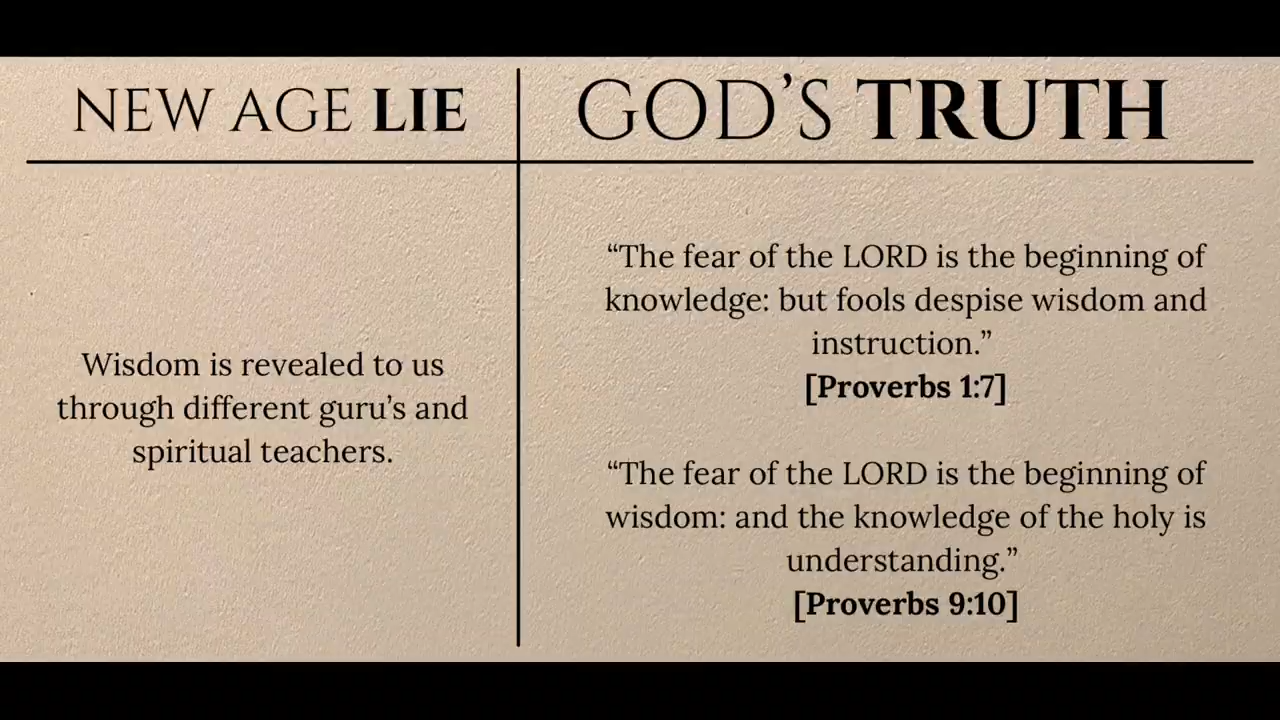 NEW AGE LIE
GOD’S TRUTH
Wisdom is revealed to us
through different guru’s and
spiritual teachers.
“The fear of the LORD is the beginning of
knowledge: but fools despise wisdom and
instruction.”
[Proverbs 1:7]
“The fear of the LORD is the beginning of
wisdom: and the knowledge of the holy is
understanding.”
[Proverbs 9:10]